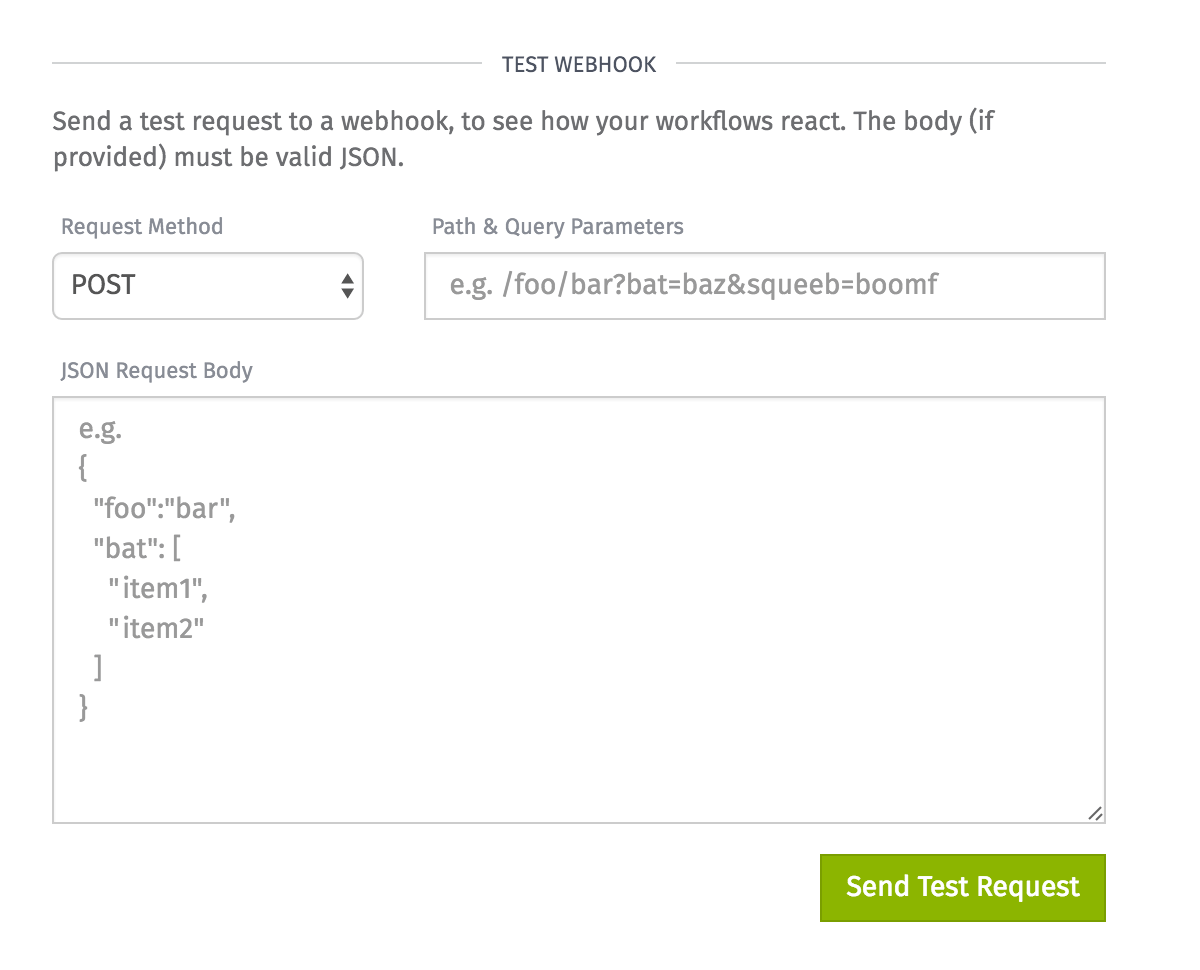 TEST WEBHOOK
Send a test request to a webhook, to see how your workflows react. The body (if
provided) must be valid JSON.
Request Method
Path & Query Parameters
POST
e.g. /foo/bar?bat=baz&squeeb=boomf
JSON Request Body
e.g.
{
"foo":"bar",
"bat": [
"item1",
"item2"
]
}
Send Test Request